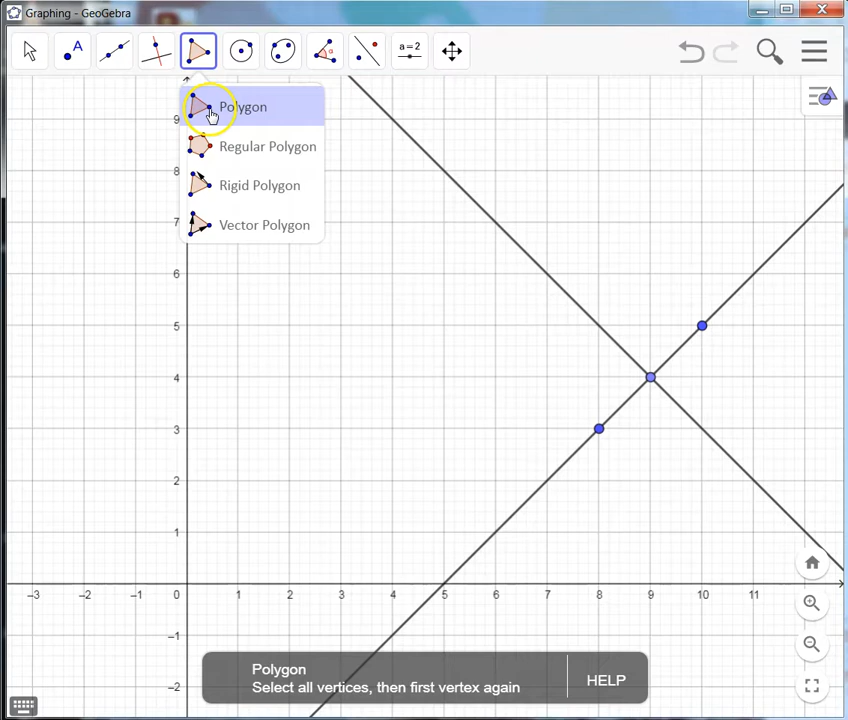 Graphing - GeoGebra
A
α
a=2
Polygon
Regular Polygon
Rigid Polygon
Vector Polygon
9
8
7
6
5
4
3
2
1
−3 −2 −1 0 1 2 3 4 5 6 7 8 9 10 11
−1
−2
Polygon
Select all vertices, then first vertex again
HELP